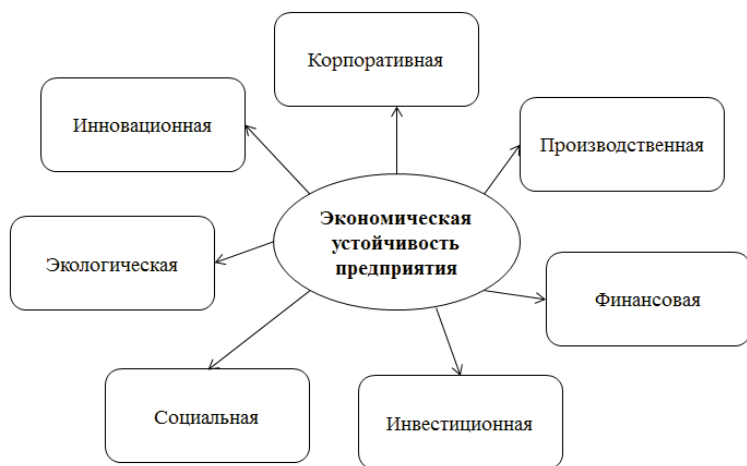 Корпоративная
Инновационная
Производственная
Экономическая
устойчивость
предприятия
Экологическая
Финансовая
Социальная
Инвестиционная